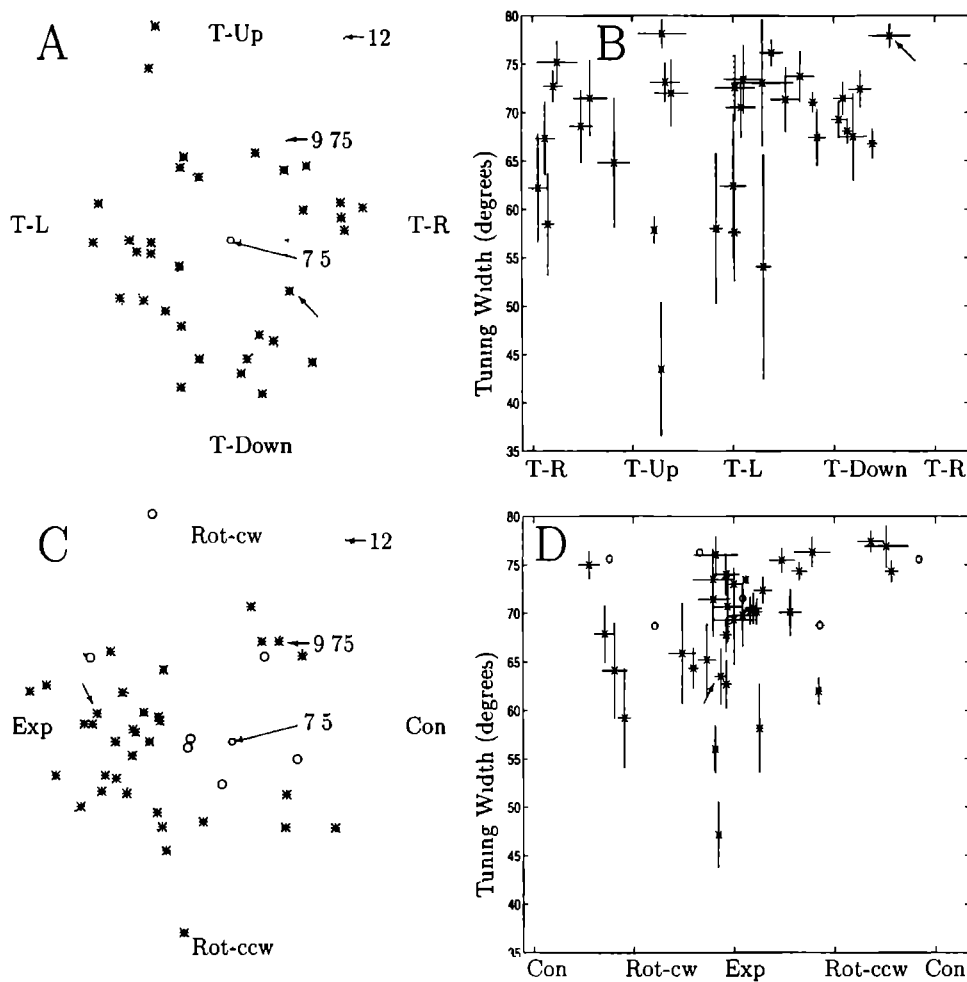 A
T-Up
12
9 75
T-L
T-R
7 5
T-Down
B
Tuning Width (degrees)
80
75
70
65
60
55
50
45
40
35
T-R
T-Up
T-L
T-Down
T-R
C
Rot-cw
12
9 75
Exp
Con
7 5
Rot-ccw
D
Tuning Width (degrees)
80
75
70
65
60
55
50
45
40
35
Con
Rot-cw
Exp
Rot-ccw
Con